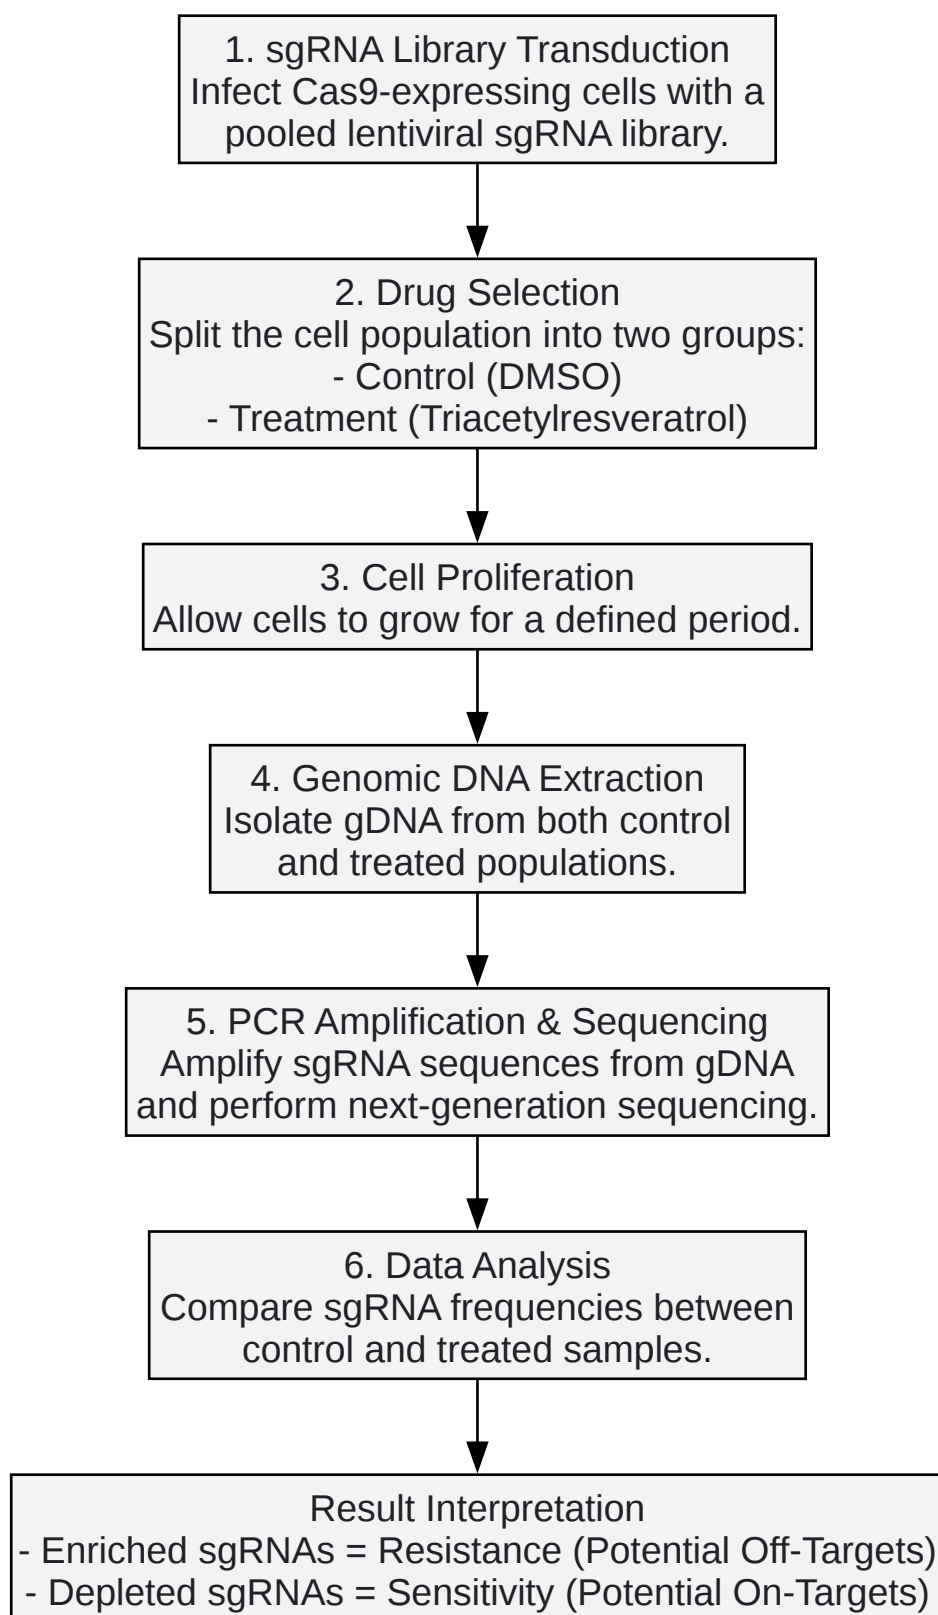 1. sgRNA Library Transduction
Infect Cas9-expressing cells with a
pooled lentiviral sgRNA library.
2. Drug Selection
Split the cell population into two groups:
- Control (DMSO)
- Treatment (Triacetylresveratrol)
3. Cell Proliferation
Allow cells to grow for a defined period.
4. Genomic DNA Extraction
Isolate gDNA from both control
and treated populations.
5. PCR Amplification & Sequencing
Amplify sgRNA sequences from gDNA
and perform next-generation sequencing.
6. Data Analysis
Compare sgRNA frequencies between
control and treated samples.
Result Interpretation
- Enriched sgRNAs = Resistance (Potential Off-Targets)
- Depleted sgRNAs = Sensitivity (Potential On-Targets)